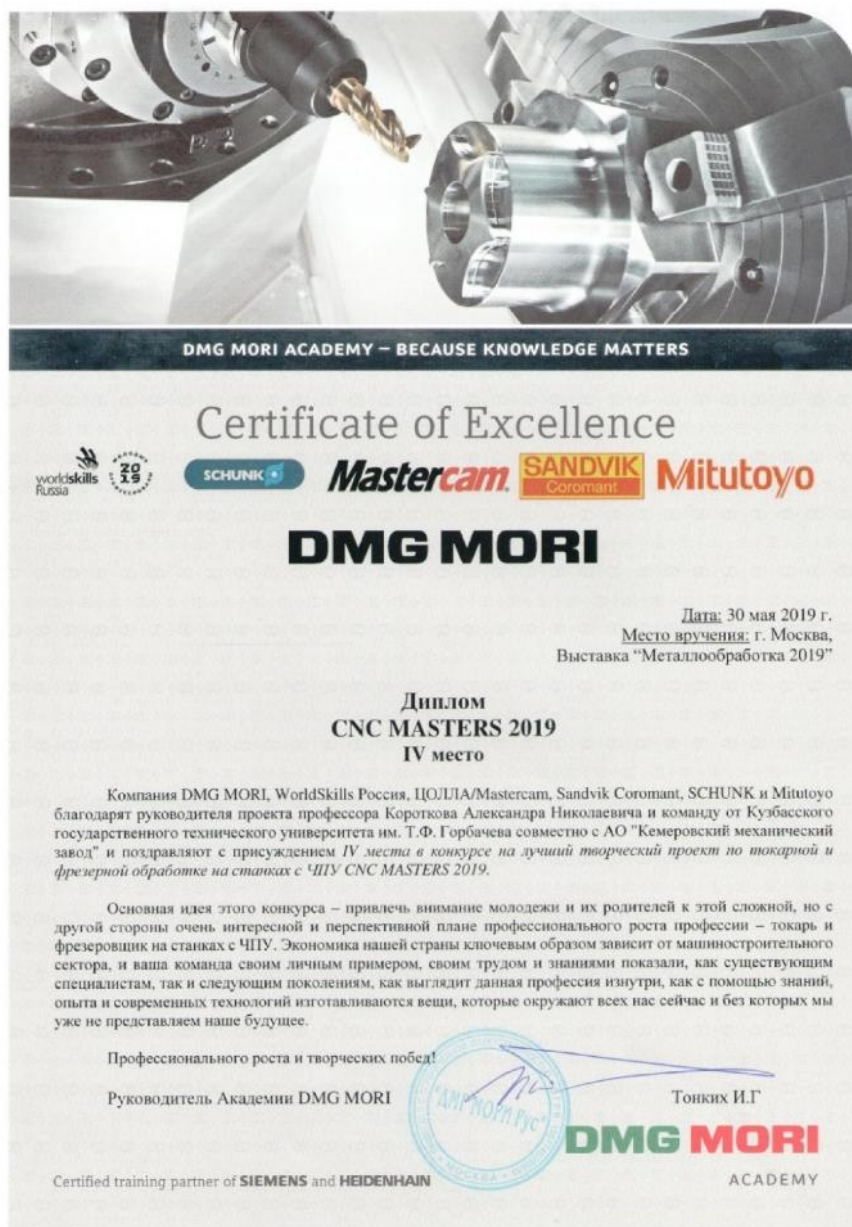 DMG MORI ACADEMY – BECAUSE KNOWLEDGE MATTERS
Certificate of Excellence
worldskills
Russia
20
19
SCHUNK
Mastercam.
SANDVIK
Coromant
Mitutoyo
DMG MORI
Дата: 30 мая 2019 г.
Место вручения: г. Москва,
Выставка “Металлообработка 2019”
Диплом
CNC MASTERS 2019
IV место
Компания DMG MORI, WorldSkills Россия, ЦОЛЛА/Mastercam, Sandvik Coromant, SCHUNK и Mitutoyo
благодарят руководителя проекта профессора Короткова Александра Николаевича и команду от Кузбасского
государственного технического университета им. Т.Ф. Горбачева совместно с АО "Кемеровский механический
завод" и поздравляют с присуждением IV места в конкурсе на лучший творческий проект по токарной и
фрезерной обработке на станках с ЧПУ CNC MASTERS 2019.
Основная идея этого конкурса – привлечь внимание молодежи и их родителей к этой сложной, но с
другой стороны очень интересной и перспективной плане профессионального роста профессии – токарь и
фрезеровщик на станках с ЧПУ. Экономика нашей страны ключевым образом зависит от машиностроительного
сектора, и ваша команда своим личным примером, своим трудом и знаниями показали, как существующим
специалистам, так и следующим поколениям, как выглядит данная профессия изнутри, как с помощью знаний,
опыта и современных технологий изготавливаются вещи, которые окружают всех нас сейчас и без которых мы
уже не представляем наше будущее.
Профессионального роста и творческих побед!
Руководитель Академии DMG MORI
"ДМГ МОРИ Рус"
МОСКВА
Тонких И.Г
DMG MORI
ACADEMY
Certified training partner of SIEMENS and HEIDENHAIN